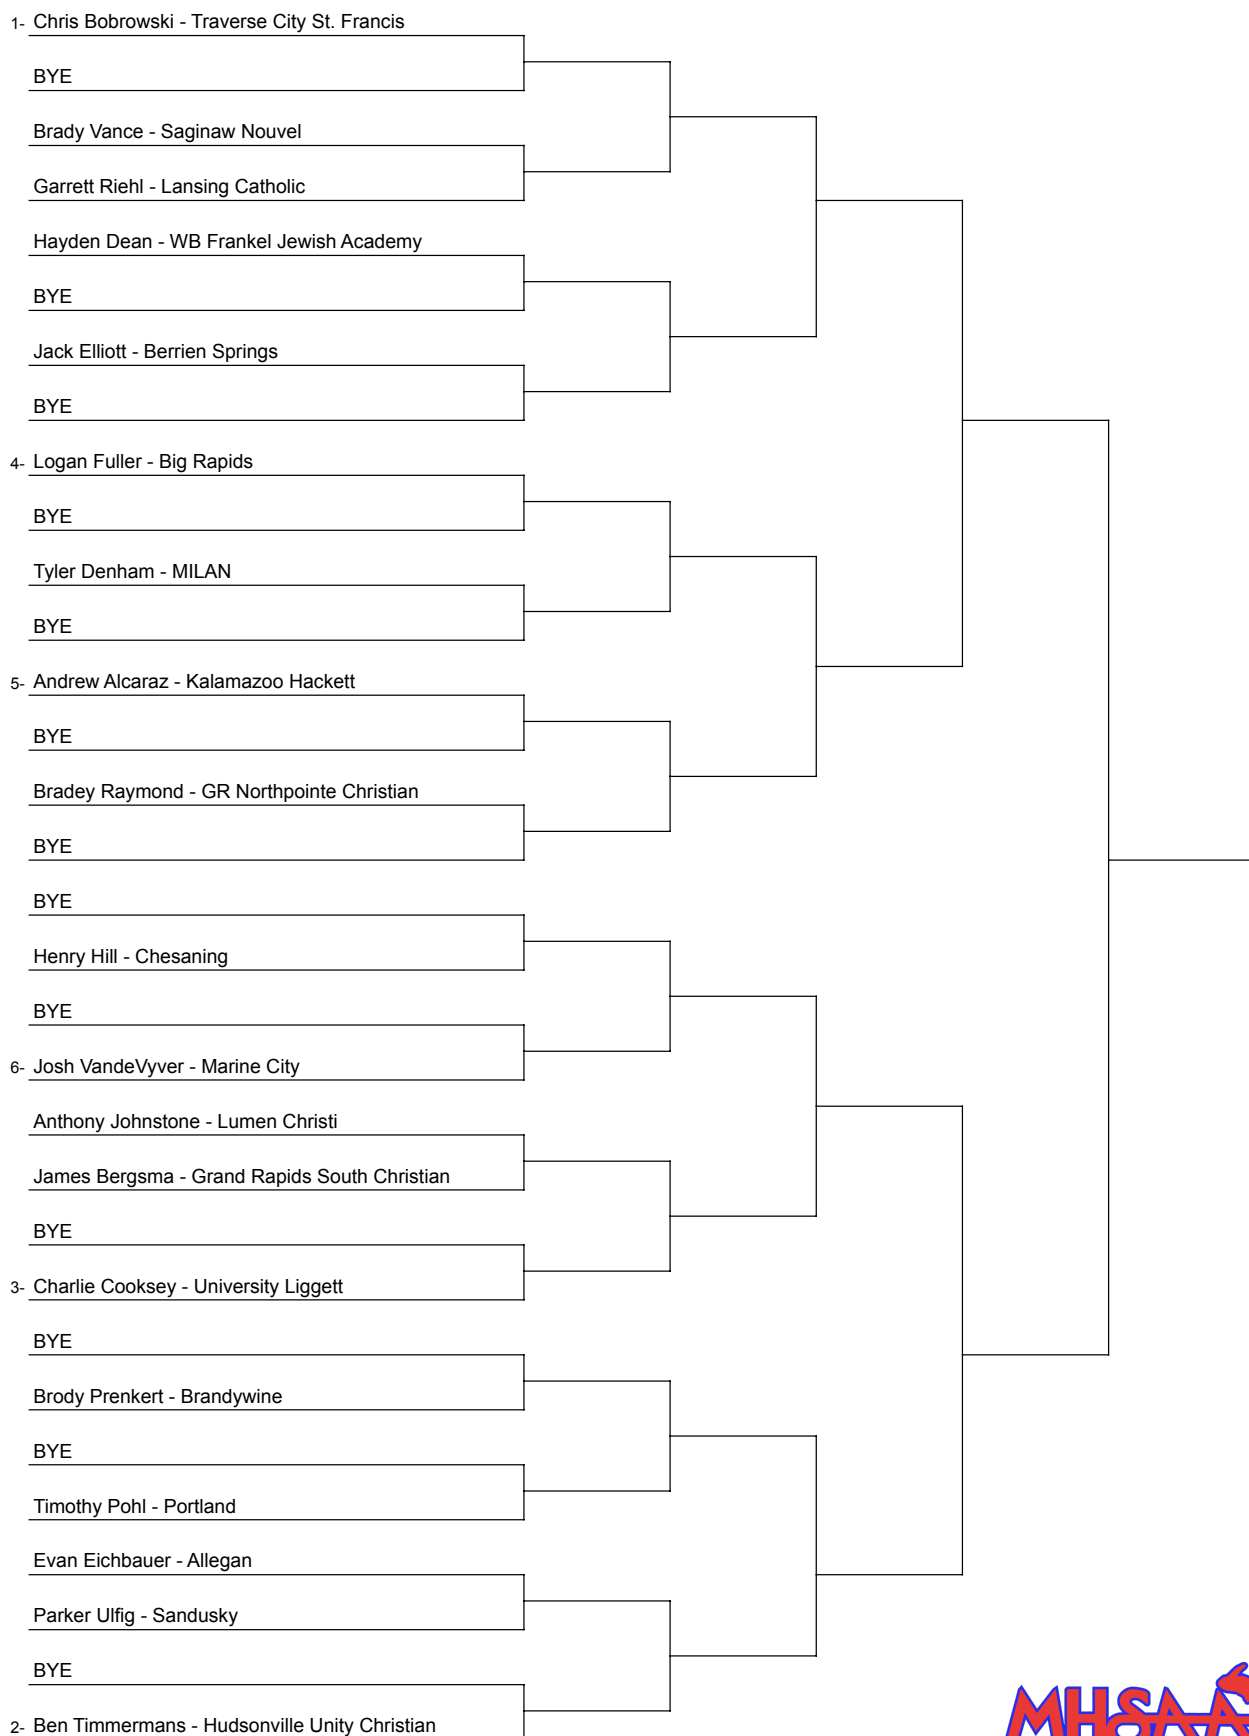 1- Chris Bobrowski - Traverse City St. Francis
BYE
Brady Vance - Saginaw Nouvel
Garrett Riehl - Lansing Catholic
Hayden Dean - WB Frankel Jewish Academy
BYE
Jack Elliott - Berrien Springs
BYE
4- Logan Fuller - Big Rapids
BYE
Tyler Denham - MILAN
BYE
5- Andrew Alcaraz - Kalamazoo Hackett
BYE
Bradey Raymond - GR Northpointe Christian
BYE
BYE
Henry Hill - Chesaning
BYE
6- Josh VandeVyver - Marine City
Anthony Johnstone - Lumen Christi
James Bergsma - Grand Rapids South Christian
BYE
3- Charlie Cooksey - University Liggett
BYE
Brody Prenkert - Brandywine
BYE
Timothy Pohl - Portland
Evan Eichbauer - Allegan
Parker Ulfig - Sandusky
BYE
2- Ben Timmermans - Hudsonville Unity Christian
MHSAA